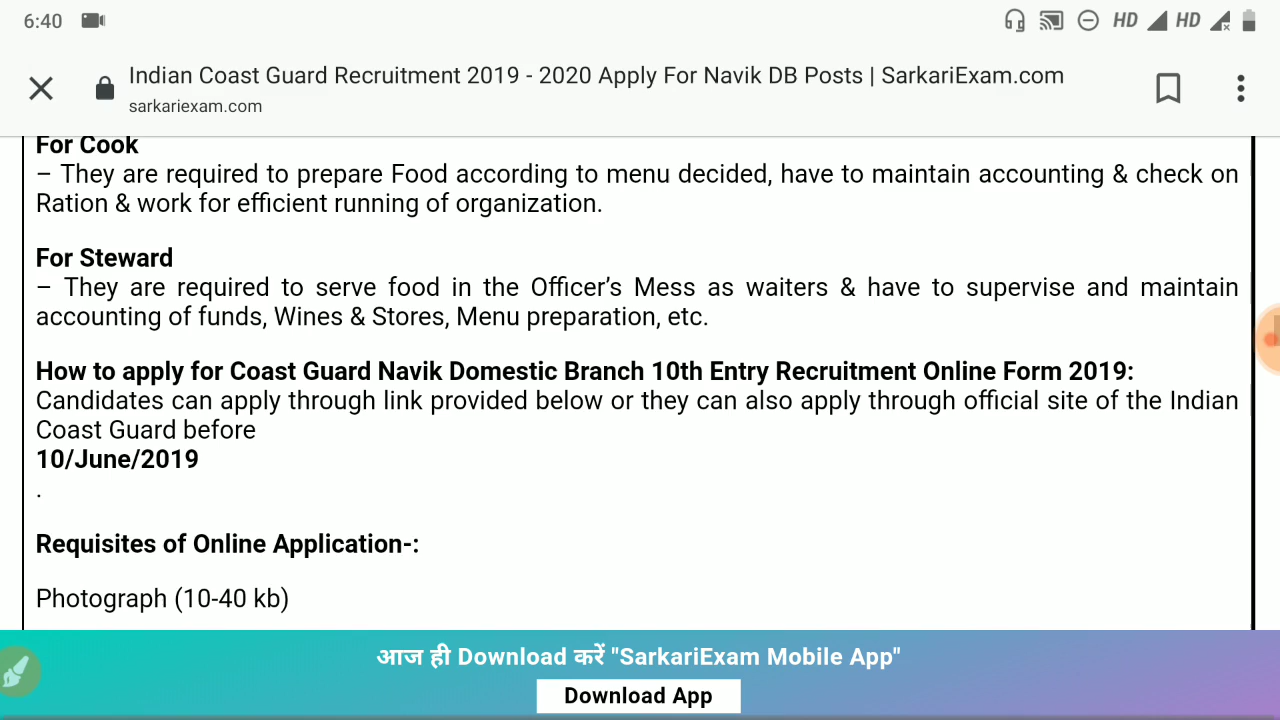 6:40
HD HD
Indian Coast Guard Recruitment 2019 - 2020 Apply For Navik DB Posts | SarkariExam.com
sarkariexam.com
For Cook
– They are required to prepare Food according to menu decided, have to maintain accounting & check on
Ration & work for efficient running of organization.
For Steward
– They are required to serve food in the Officer’s Mess as waiters & have to supervise and maintain
accounting of funds, Wines & Stores, Menu preparation, etc.
How to apply for Coast Guard Navik Domestic Branch 10th Entry Recruitment Online Form 2019:
Candidates can apply through link provided below or they can also apply through official site of the Indian
Coast Guard before
10/June/2019
.
Requisites of Online Application-:
Photograph (10-40 kb)
आज ही Download करें "SarkariExam Mobile App"
Download App